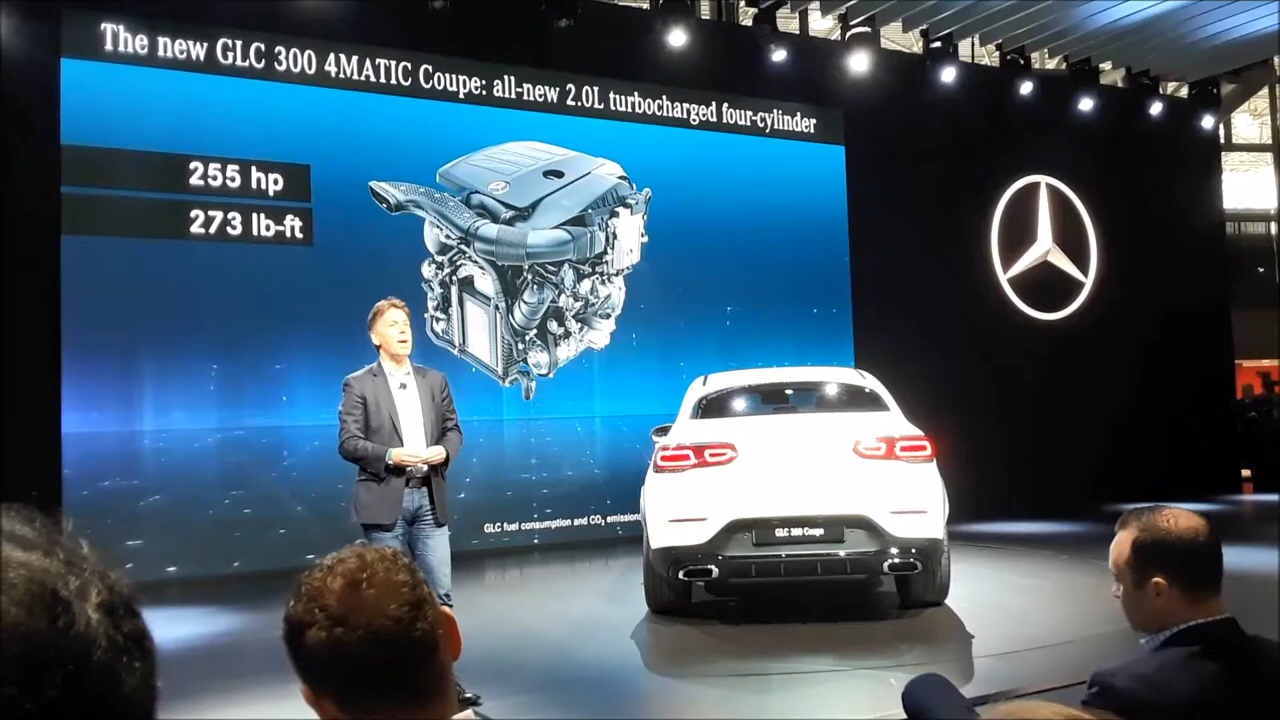 The new GLC 300 4MATIC Coupe: all-new 2.0L turbocharged four-cylinder
255 hp
273 lb-ft
GLC fuel consumption and CO₂ emissions
GLC 300 Coupe